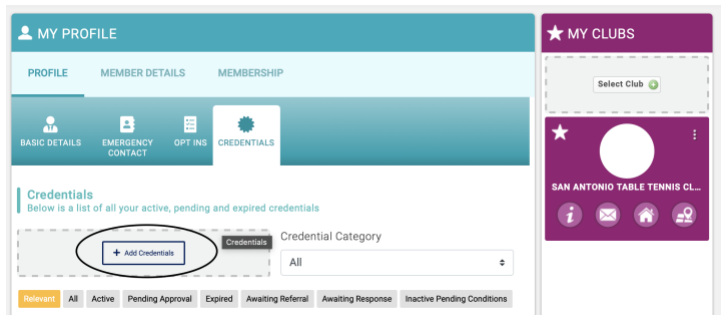 MY PROFILE
PROFILE MEMBER DETAILS MEMBERSHIP
BASIC DETAILS
EMERGENCY
CONTACT
OPT INS
CREDENTIALS
Credentials
Below is a list of all your active, pending and expired credentials
+ Add Credentials
Credentials
Credential Category
All
Relevant All Active Pending Approval Expired Awaiting Referral Awaiting Response Inactive Pending Conditions
MY CLUBS
Select Club
SAN ANTONIO TABLE TENNIS CL...